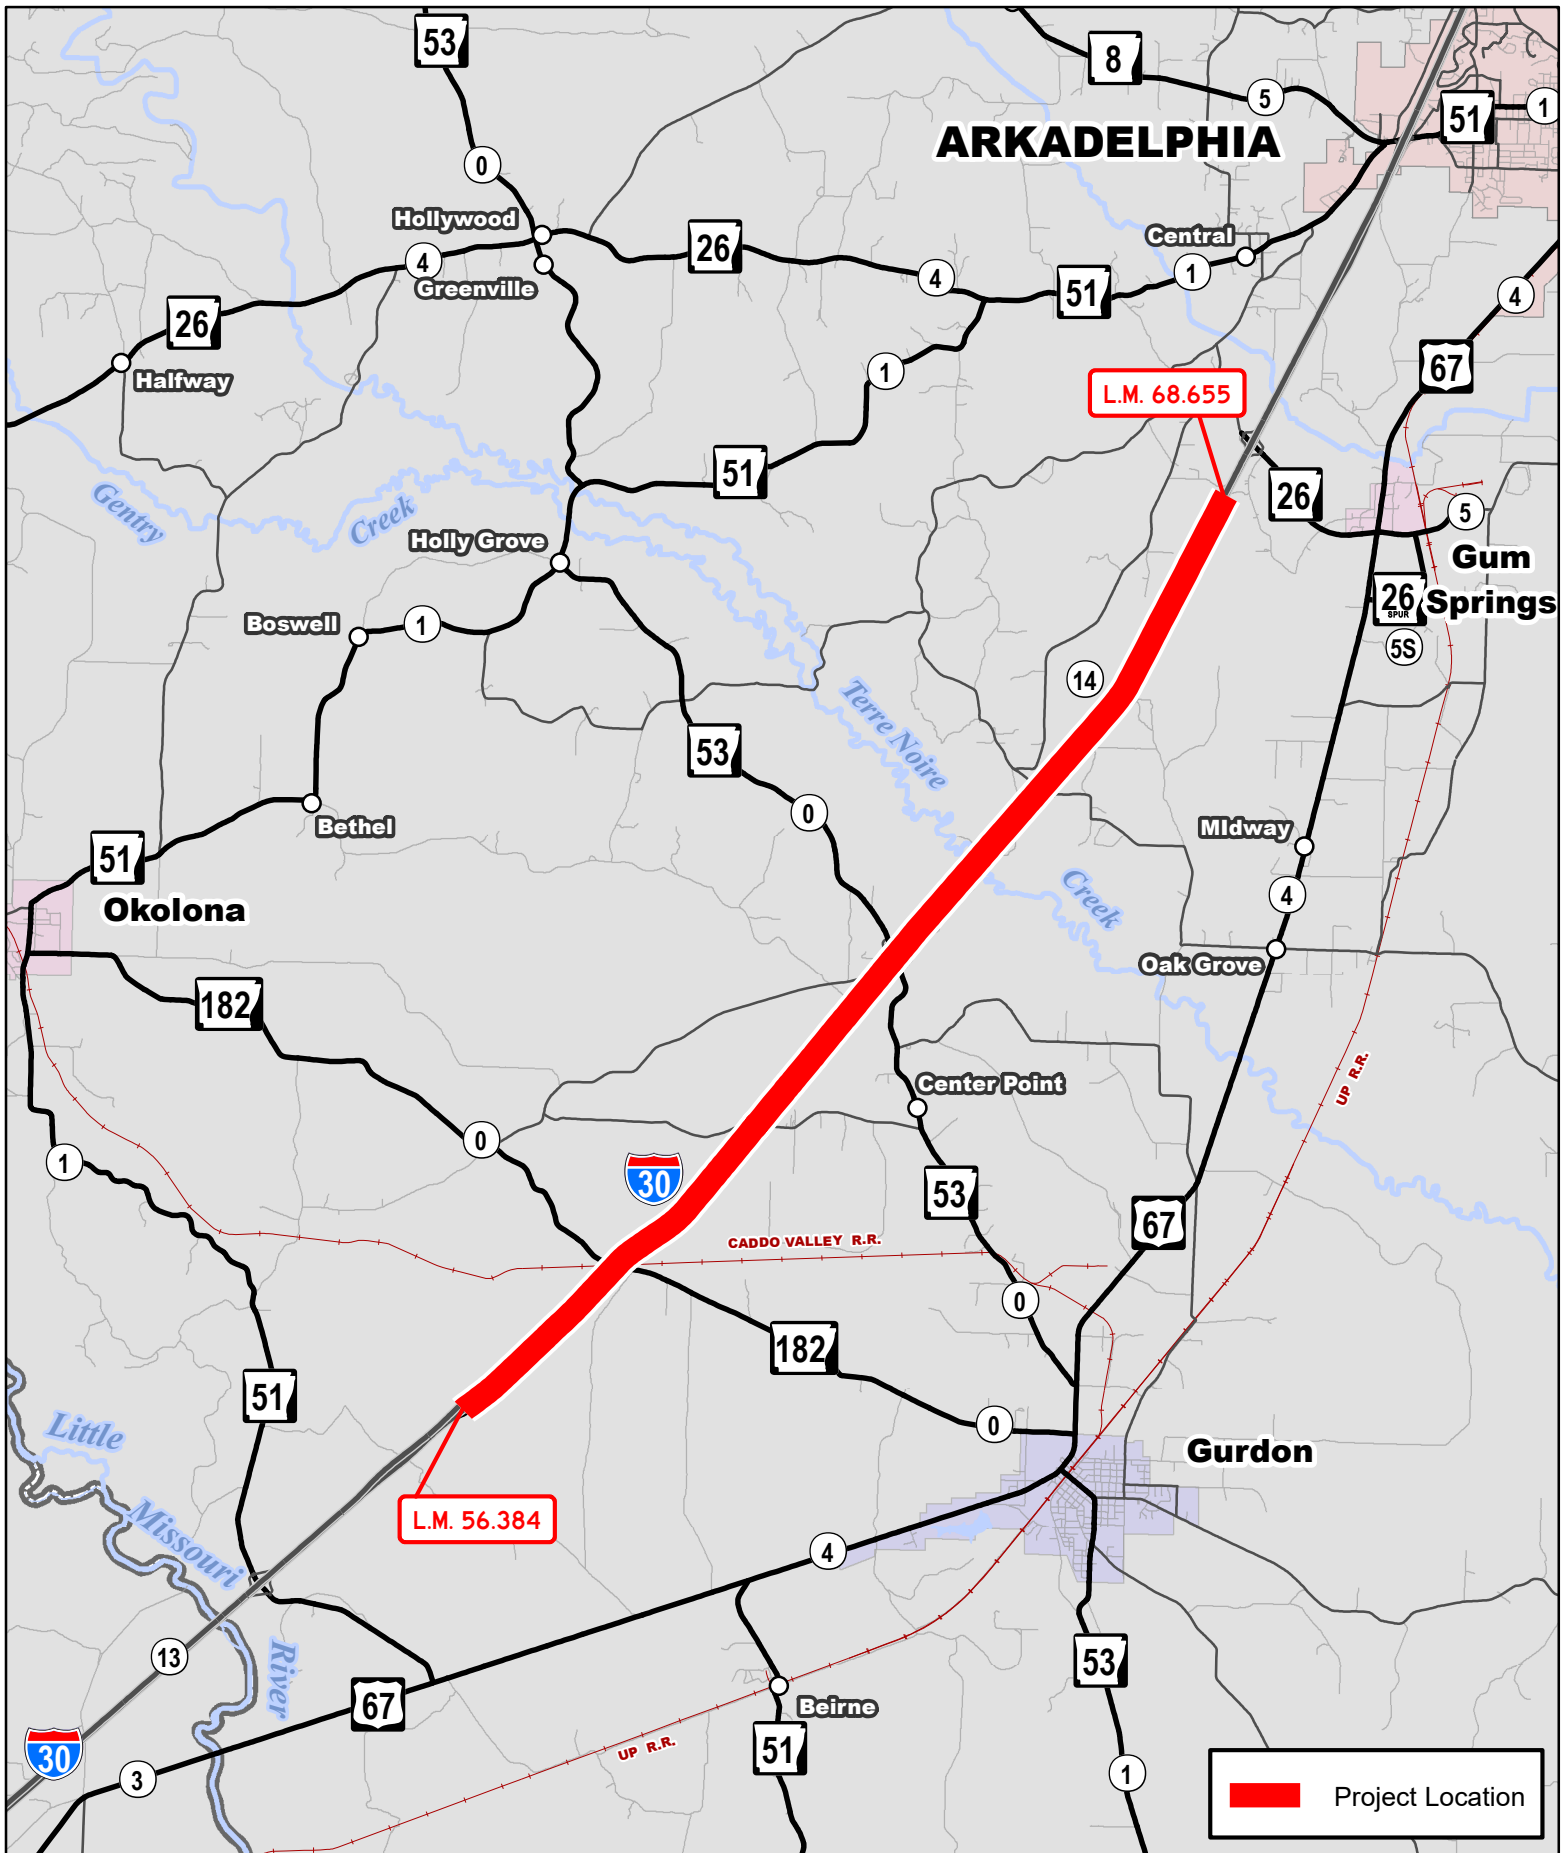 53
8
5
51
1
ARKADELPHIA
0
Hollywood
26
Central
4
4
1
Greenville
51
4
26
67
Halfway
1
L.M. 68.655
51
26
Gentry
Creek
5
Holly Grove
Gum
26
SPUR
Springs
Boswell
1
5S
14
Terre Noire
53
0
Bethel
MIdway
51
Creek
4
Okolona
Oak Grove
182
UP R.R.
Center Point
0
1
30
53
67
CADDO VALLEY R.R.
0
182
51
0
Little
Gurdon
L.M. 56.384
Missouri
4
13
River
53
67
Beirne
30
UP R.R.
51
3
1
Project Location